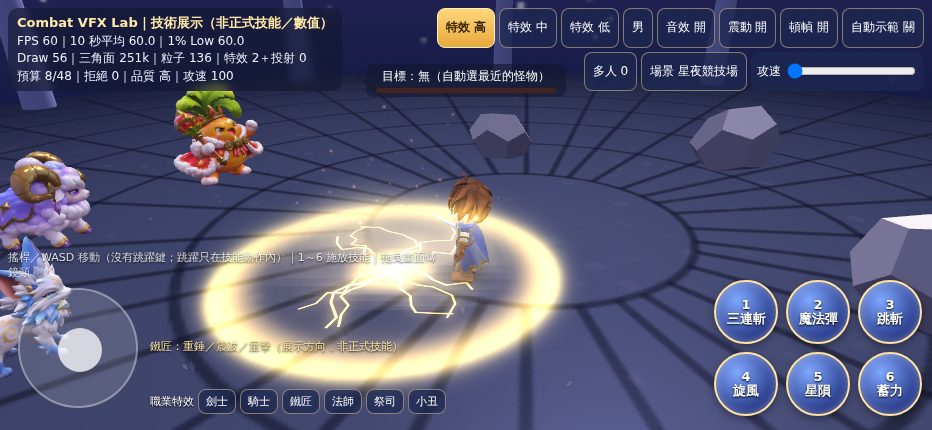 Combat VFX Lab｜技術展示（非正式技能／數值）
FPS 60｜10 秒平均 60.0｜1% Low 60.0
Draw 56｜三角面 251k｜粒子 136｜特效 2＋投射 0
預算 8/48｜拒絕 0｜品質 高｜攻速 100
特效 高
特效 中
特效 低
男
音效 開
震動 開
頓幀 開
自動示範 關
目標：無（自動選最近的怪物）
多人 0
場景 星夜競技場
攻速
搖桿／WASD 移動（沒有跳躍鍵；跳躍只在技能動作內）｜1~6 施放技能｜拖曳畫面轉
鏡頭
鐵匠：重錘／震波／重擊（展示方向，非正式技能）
職業特效
劍士
騎士
鐵匠
法師
祭司
小丑
1
三連斬
2
魔法彈
3
跳斬
4
旋風
5
星隕
6
蓄力